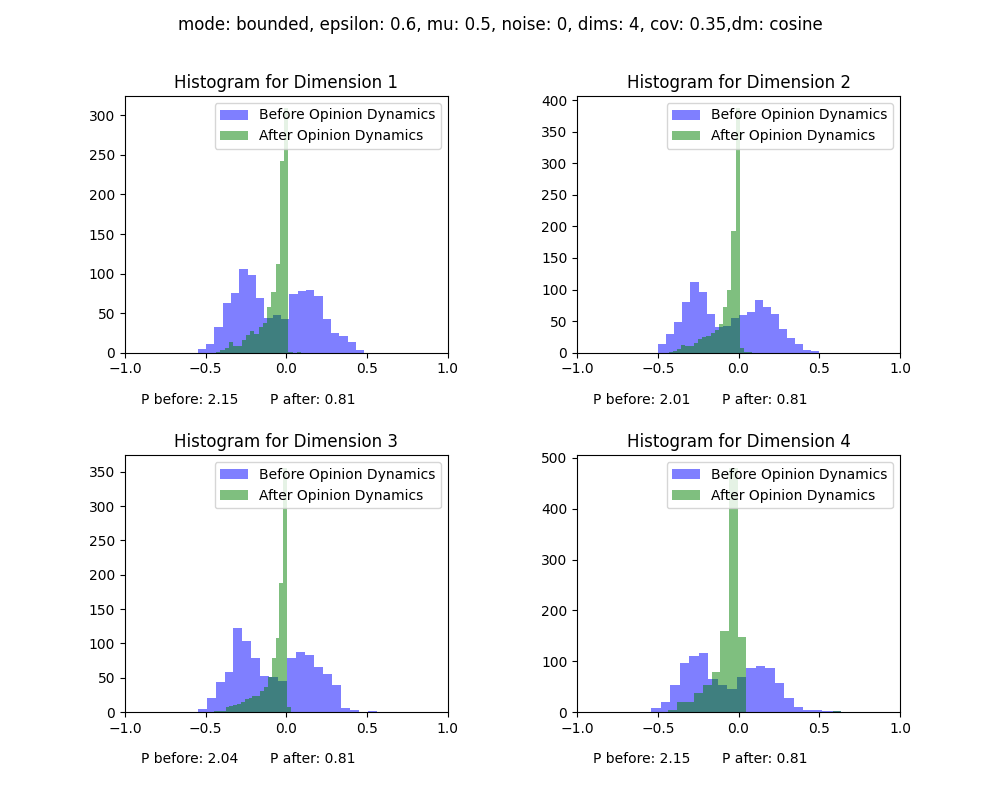 mode: bounded, epsilon: 0.6, mu: 0.5, noise: 0, dims: 4, cov: 0.35,dm: cosine
Histogram for Dimension 1
Before Opinion Dynamics
After Opinion Dynamics
300
250
200
150
100
50
0
−1.0 −0.5 0.0 0.5 1.0
P before: 2.15 P after: 0.81
Histogram for Dimension 2
Before Opinion Dynamics
After Opinion Dynamics
400
350
300
250
200
150
100
50
0
−1.0 −0.5 0.0 0.5 1.0
P before: 2.01 P after: 0.81
Histogram for Dimension 3
Before Opinion Dynamics
After Opinion Dynamics
350
300
250
200
150
100
50
0
−1.0 −0.5 0.0 0.5 1.0
P before: 2.04 P after: 0.81
Histogram for Dimension 4
Before Opinion Dynamics
After Opinion Dynamics
500
400
300
200
100
0
−1.0 −0.5 0.0 0.5 1.0
P before: 2.15 P after: 0.81